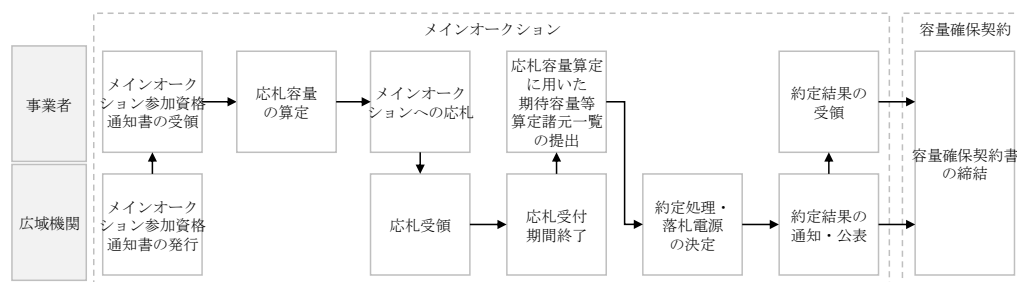 メインオークション
容量確保契約
事業者
メインオーク
ション参加資格
通知書の受領
応札容量
の算定
メインオーク
ションへの応札
応札容量算定
に用いた
期待容量等
算定諸元一覧
の提出
約定結果の
受領
容量確保契約書
の締結
広域機関
メインオーク
ション参加資格
通知書の発行
応札受領
応札受付
期間終了
約定処理・
落札電源
の決定
約定結果の
通知・公表